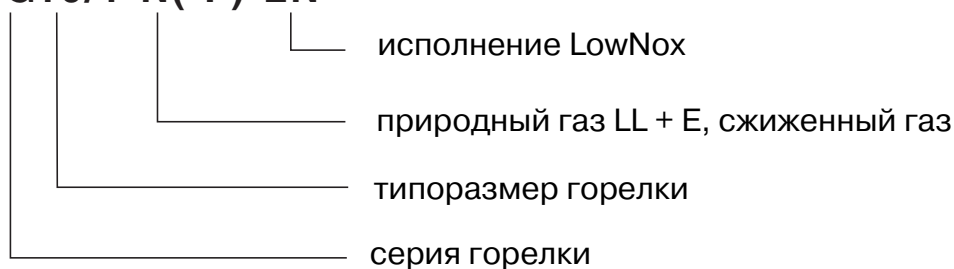 исполнение LowNox
природный газ LL + E, сжиженный газ
типоразмер горелки
серия горелки